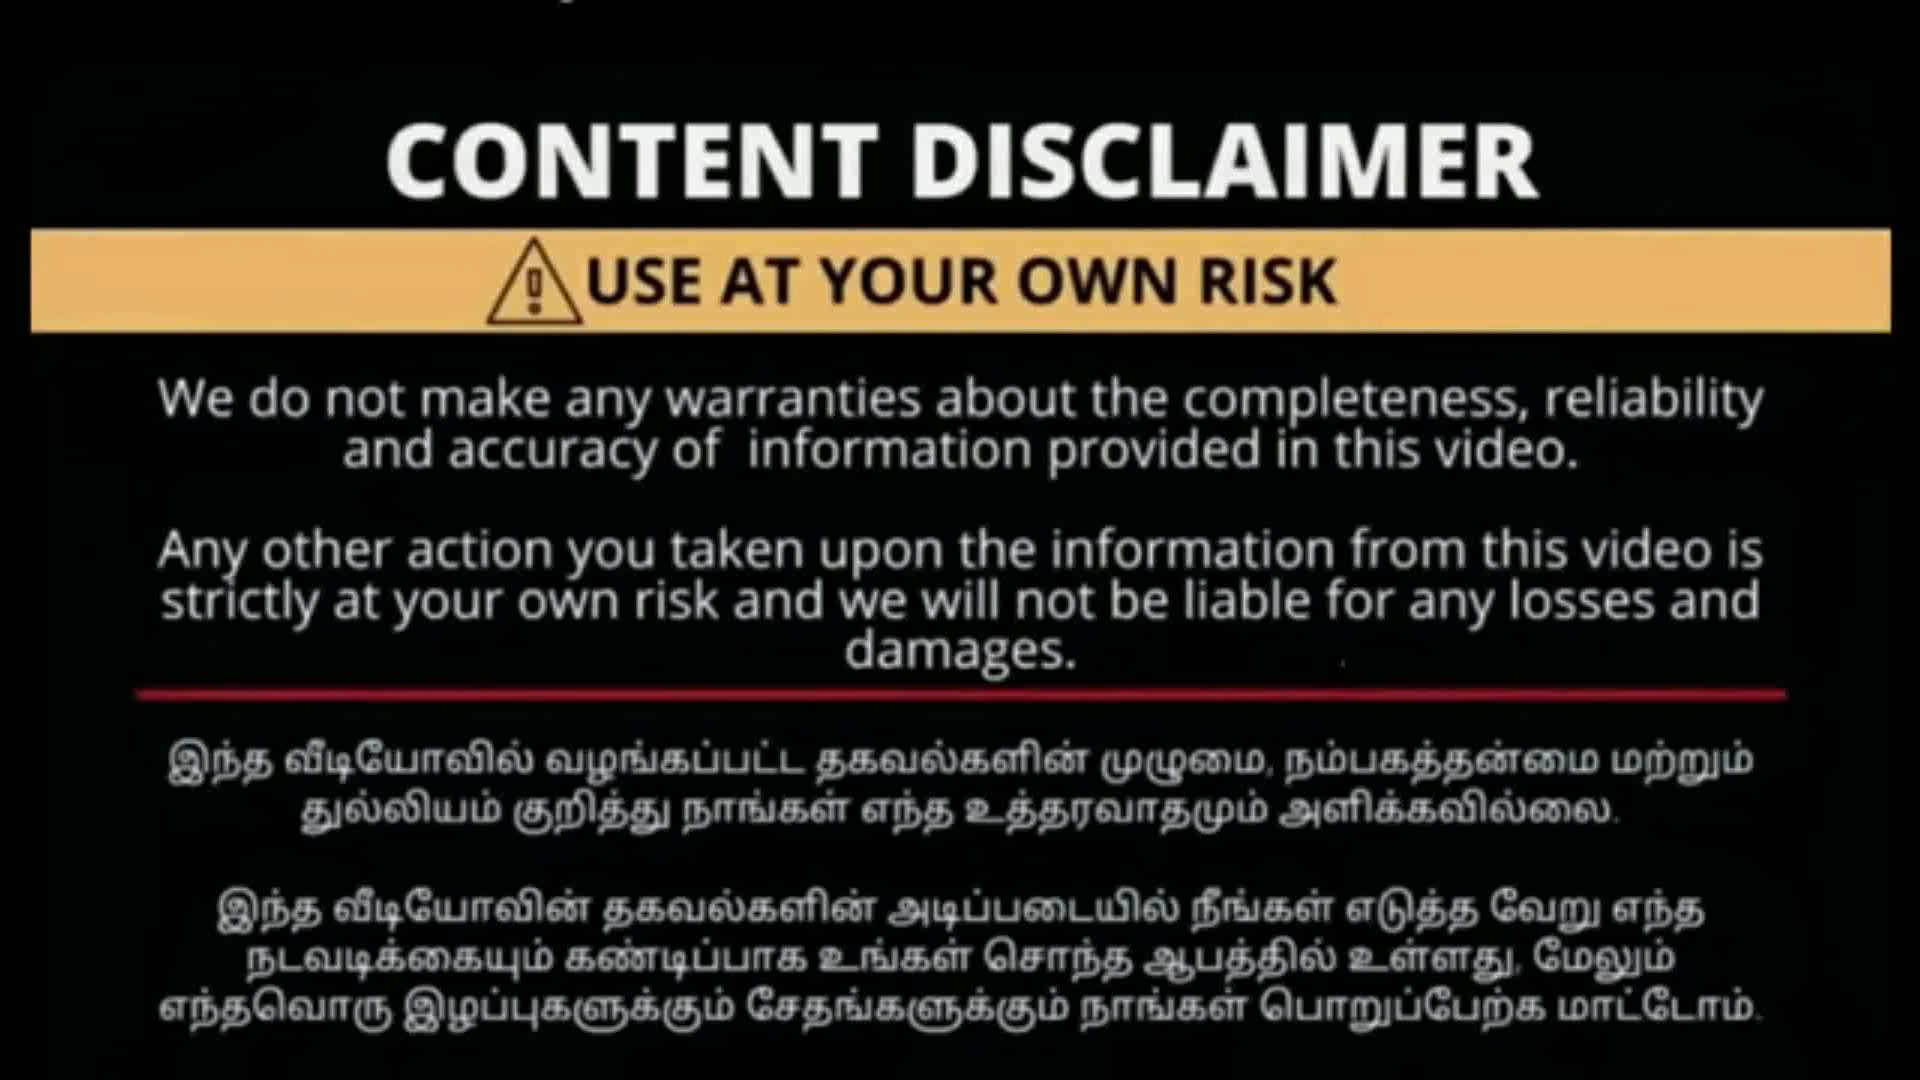 CONTENT DISCLAIMER
USE AT YOUR OWN RISK
We do not make any warranties about the completeness, reliability
and accuracy of information provided in this video.
Any other action you taken upon the information from this video is
strictly at your own risk and we will not be liable for any losses and
damages.
இந்த வீடியோவில் வழங்கப்பட்ட தகவல்களின் முழுமை, நம்பகத்தன்மை மற்றும்
துல்லியம் குறித்து நாங்கள் எந்த உத்தரவாதமும் அளிக்கவில்லை.
இந்த வீடியோவின் தகவல்களின் அடிப்படையில் நீங்கள் எடுத்த வேறு எந்த
நடவடிக்கையும் கண்டிப்பாக உங்கள் சொந்த ஆபத்தில் உள்ளது, மேலும்
எந்தவொரு இழப்புகளுக்கும் சேதங்களுக்கும் நாங்கள் பொறுப்பேற்க மாட்டோம்.